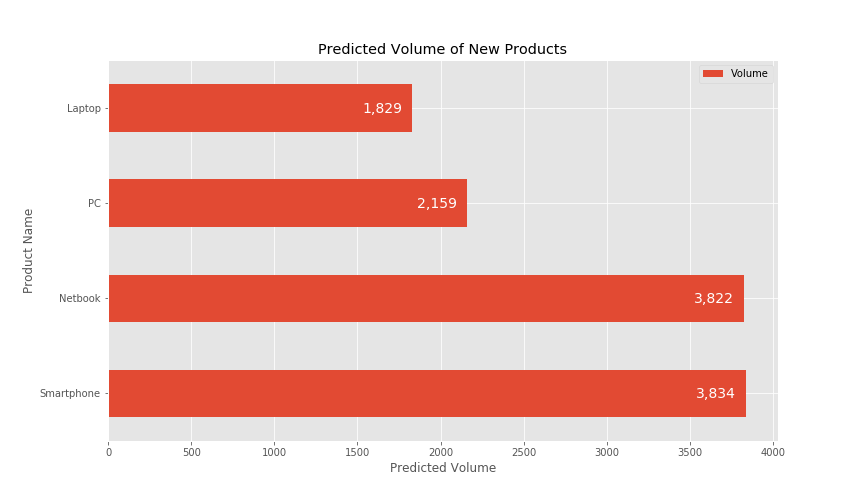 Predicted Volume of New Products
Volume
Laptop
1,829
PC
2,159
Netbook
3,822
Smartphone
3,834
Product Name
0 500 1000 1500 2000 2500 3000 3500 4000
Predicted Volume